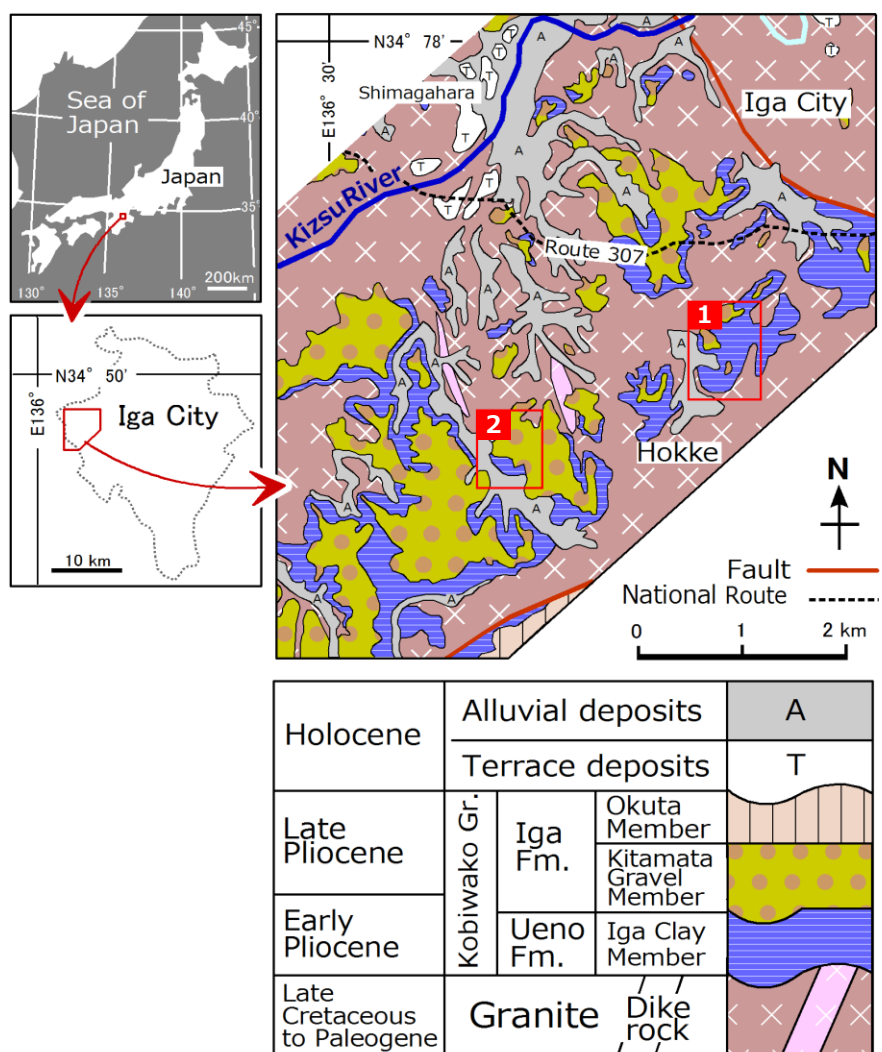 Sea of
Japan
Japan
45°
40°
35°
200km
130°
135°
140°
N34° 50'
E136°
Iga City
10 km
N34° 78'
E136° 30'
Shimagahara
Iga City
KizsuRiver
Route 307
1
2
Hokke
N
Fault
National Route
0
1
2 km
A
A
A
A
A
A
A
A
A
A
A
A
A
T
T
T
T
T
T
T
T
T
Holocene
Alluvial deposits
A
Terrace deposits
T
Late
Pliocene
Early
Pliocene
Kobiwako Gr.
Iga
Fm.
Okuta
Member
Kitamata
Gravel
Member
Ueno
Fm.
Iga Clay
Member
Late
Cretaceous
to Paleogene
Granite
Dike
rock